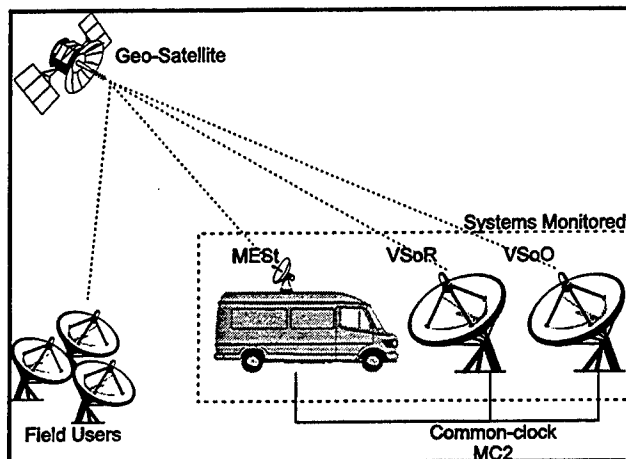 Geo-Satellite
Systems Monitored
MESt
VSoR
VSoO
Field Users
Common-clock
MC2